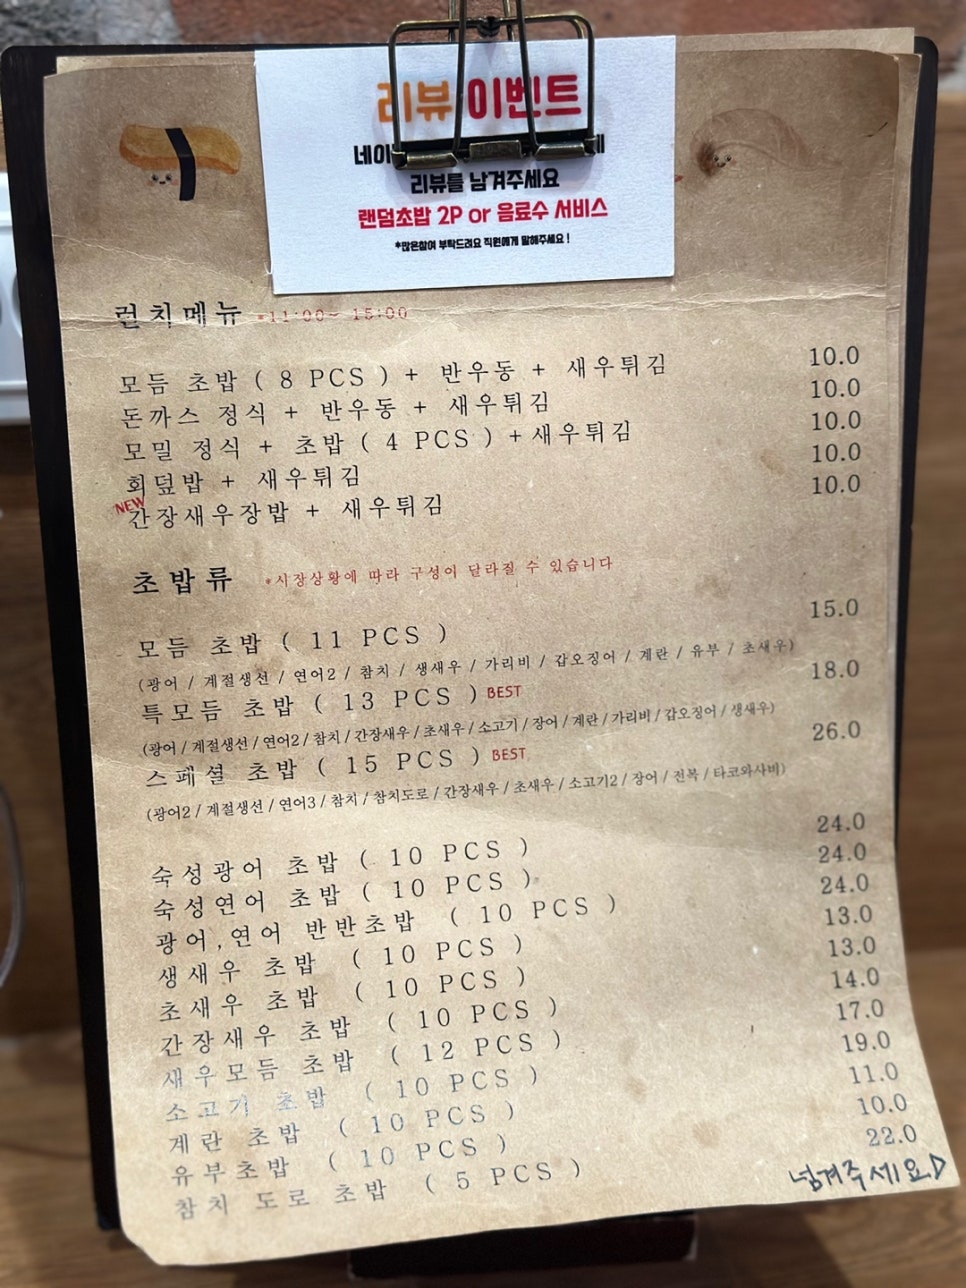 리뷰 이벤트
리뷰를 남겨주세요
랜덤초밥 2P or 음료수 서비스
*많은참여 부탁드려요 직원에게 말해주세요 !
런치메뉴 *11:00~ 15:00
모듬 초밥 ( 8 PCS ) + 반우동 + 새우튀김 10.0
돈까스 정식 + 반우동 + 새우튀김 10.0
모밀 정식 + 초밥 ( 4 PCS ) + 새우튀김 10.0
회덮밥 + 새우튀김 10.0
NEW 간장새우장밥 + 새우튀김 10.0
초밥류 *시장상황에 따라 구성이 달라질 수 있습니다
모듬 초밥 ( 11 PCS ) 15.0
(광어 / 계절생선 / 연어2 / 참치 / 생새우 / 가리비 / 갑오징어 / 계란 / 유부 / 초새우)
특모듬 초밥 ( 13 PCS ) BEST 18.0
(광어 / 계절생선 / 연어2 / 참치 / 간장새우 / 초새우 / 소고기 / 장어 / 계란 / 가리비 / 갑오징어 / 생새우)
스페셜 초밥 ( 15 PCS ) BEST 26.0
(광어2 / 계절생선 / 연어3 / 참치 / 참치도로 / 간장새우 / 초새우 / 소고기2 / 장어 / 전복 / 타코와사비)
숙성광어 초밥 ( 10 PCS ) 24.0
숙성연어 초밥 ( 10 PCS ) 24.0
광어,연어 반반초밥 ( 10 PCS ) 24.0
생새우 초밥 ( 10 PCS ) 13.0
초새우 초밥 ( 10 PCS ) 13.0
간장새우 초밥 ( 10 PCS ) 14.0
새우모듬 초밥 ( 12 PCS ) 17.0
소고기 초밥 ( 10 PCS ) 19.0
계란 초밥 ( 10 PCS ) 11.0
유부초밥 ( 10 PCS ) 10.0
참치 도로 초밥 ( 5 PCS ) 22.0
넘겨주세요